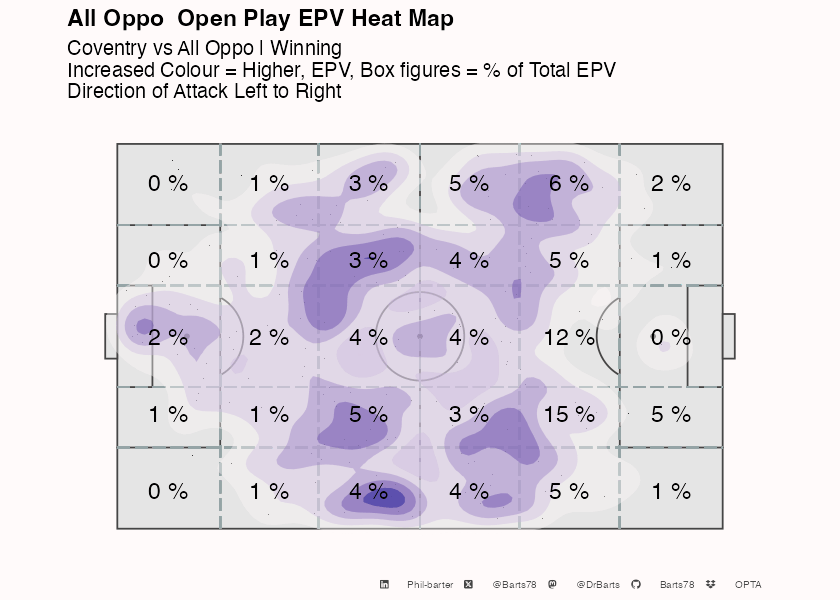 All Oppo  Open Play EPV Heat Map
Coventry vs All Oppo | Winning
Increased Colour = Higher, EPV, Box figures = % of Total EPV
Direction of Attack Left to Right
0 % 1 % 3 % 5 % 6 % 2 %
0 % 1 % 3 % 4 % 5 % 1 %
2 % 2 % 4 % 4 % 12 % 0 %
1 % 1 % 5 % 3 % 15 % 5 %
0 % 1 % 4 % 4 % 5 % 1 %
Phil-barter @Barts78 @DrBarts Barts78 OPTA